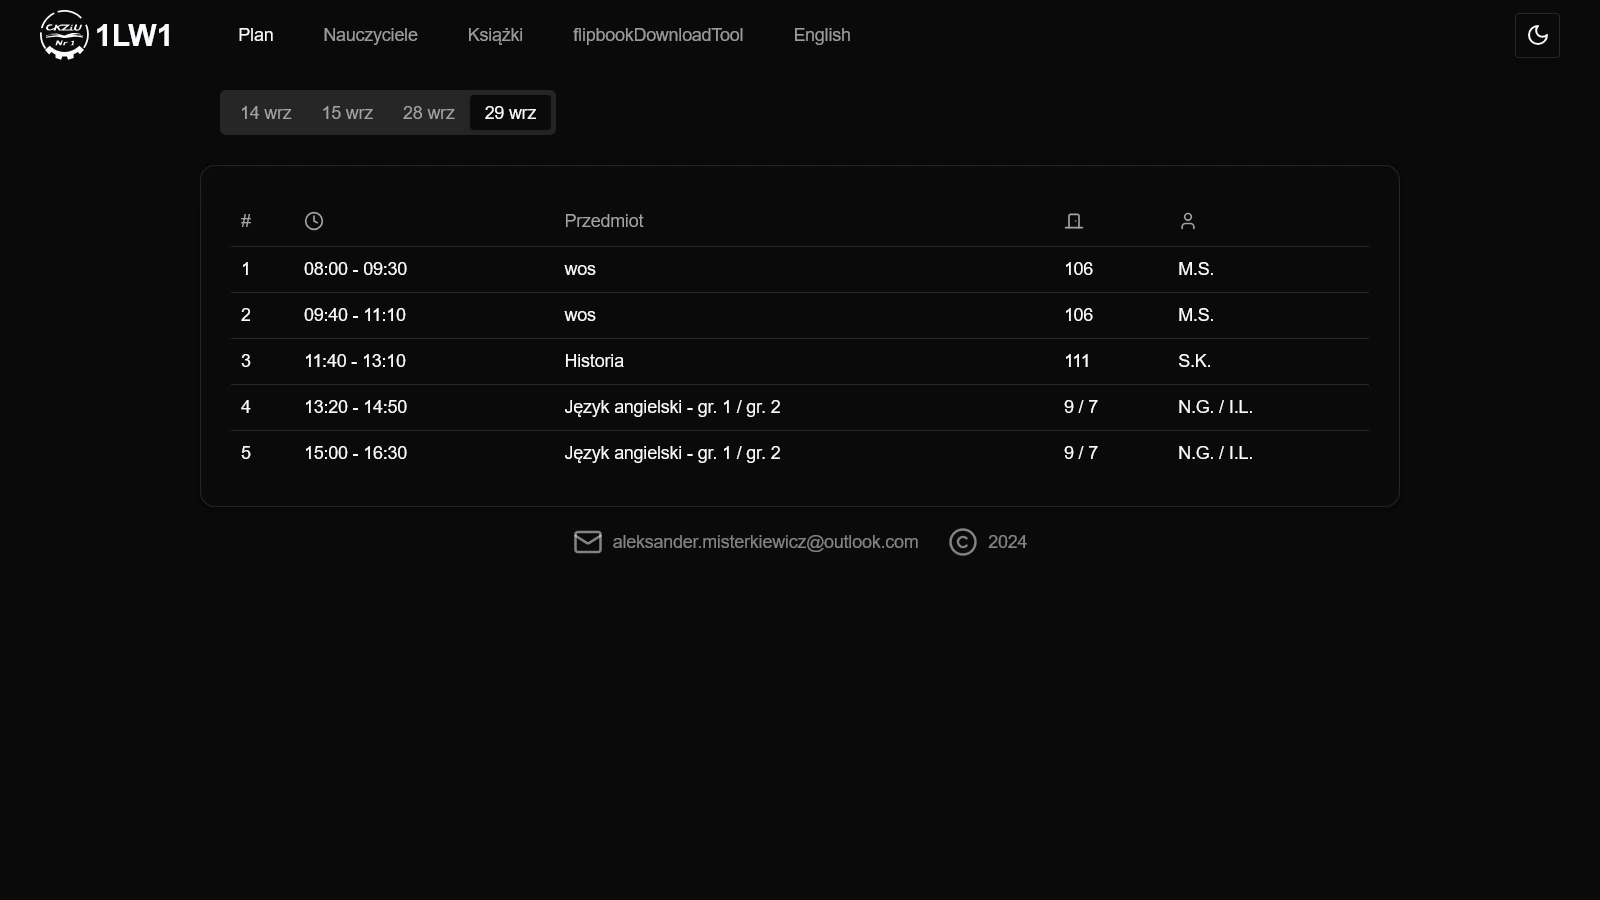 CKZiU
Nr 1
1LW1 Plan Nauczyciele Książki flipbookDownloadTool English
14 wrz 15 wrz 28 wrz 29 wrz
# Przedmiot
1 08:00 - 09:30 wos 106 M.S.
2 09:40 - 11:10 wos 106 M.S.
3 11:40 - 13:10 Historia 111 S.K.
4 13:20 - 14:50 Język angielski - gr. 1 / gr. 2 9 / 7 N.G. / I.L.
5 15:00 - 16:30 Język angielski - gr. 1 / gr. 2 9 / 7 N.G. / I.L.
aleksander.misterkiewicz@outlook.com © 2024